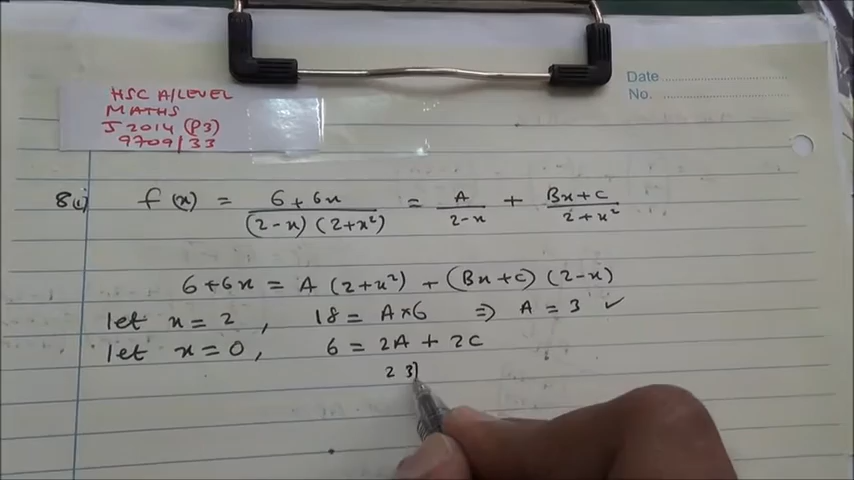 HSC A/LEVEL
MATHS
J 2014 (P3)
9709/33
Date
No.
8(i) f(x) = 6+6x / (2-x)(2+x²) = A / 2-x + Bx+C / 2+x²
6+6x = A(2+x²) + (Bx+C)(2-x)
let x = 2, 18 = A×6 ⇒ A = 3 ✓
let x = 0, 6 = 2A + 2C
2 3)